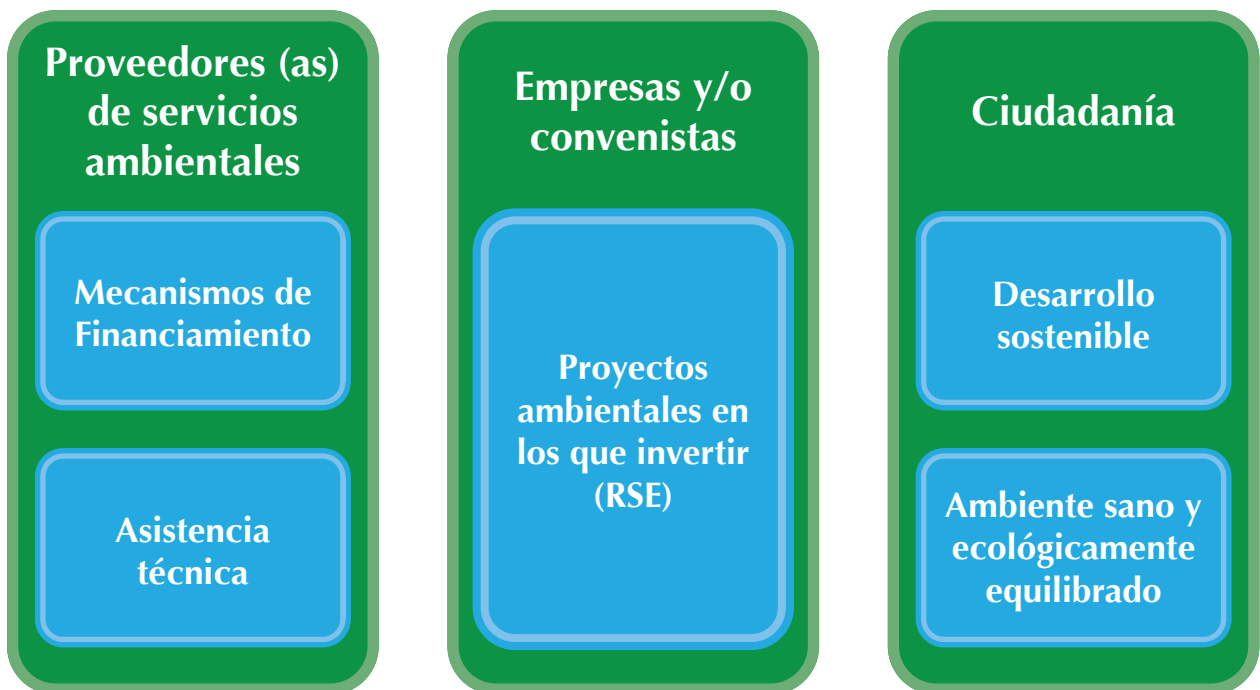 Proveedores (as)
de servicios
ambientales
Mecanismos de
Financiamiento
Asistencia
técnica
Empresas y/o
convenistas
Proyectos
ambientales en
los que invertir
(RSE)
Ciudadanía
Desarrollo
sostenible
Ambiente sano y
ecológicamente
equilibrado